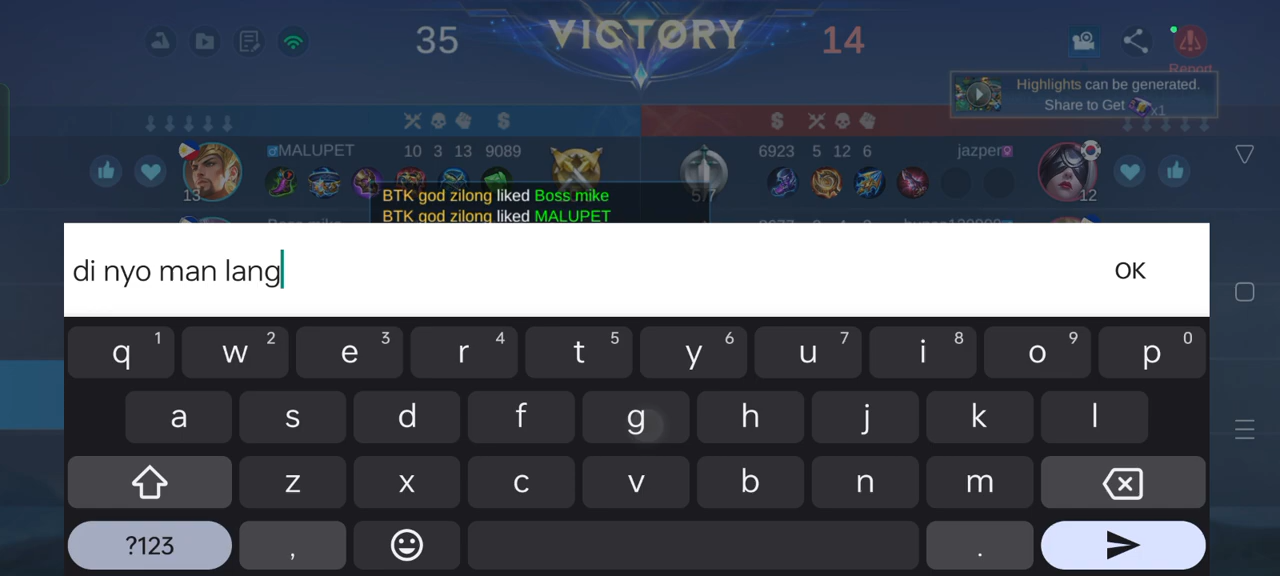 35 VICTORY 14
Report
Highlights can be generated.
Share to Get x1
MALUPET 10 3 13 9089 6923 5 12 6 jazper
13 5/7 12
BTK god zilong liked Boss mike
BTK god zilong liked MALUPET
di nyo man lang OK
q 1 w 2 e 3 r 4 t 5 y 6 u 7 i 8 o 9 p 0
a s d f g h j k l
z x c v b n m
?123 , .